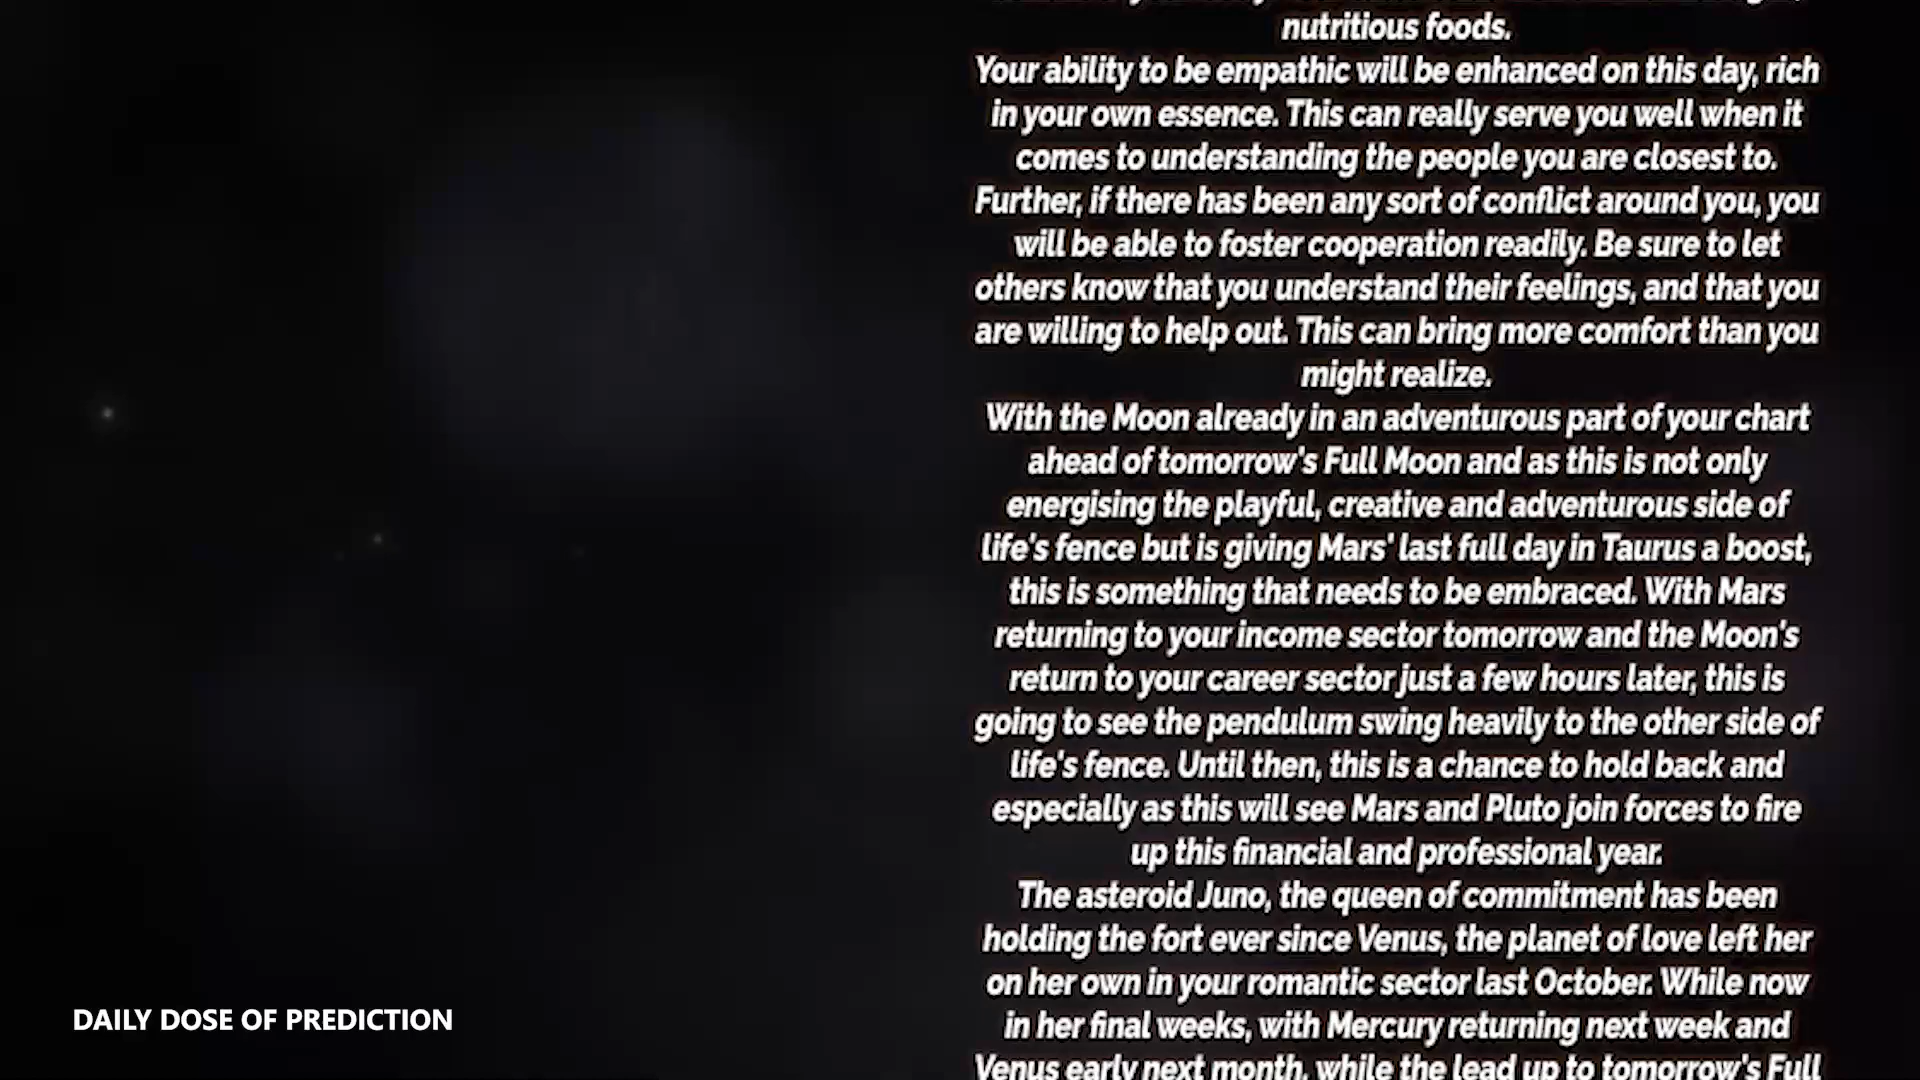 nutritious foods.
Your ability to be empathic will be enhanced on this day, rich
in your own essence. This can really serve you well when it
comes to understanding the people you are closest to.
Further, if there has been any sort of conflict around you, you
will be able to foster cooperation readily. Be sure to let
others know that you understand their feelings, and that you
are willing to help out. This can bring more comfort than you
might realize.
With the Moon already in an adventurous part of your chart
ahead of tomorrow's Full Moon and as this is not only
energising the playful, creative and adventurous side of
life's fence but is giving Mars' last full day in Taurus a boost,
this is something that needs to be embraced. With Mars
returning to your income sector tomorrow and the Moon's
return to your career sector just a few hours later, this is
going to see the pendulum swing heavily to the other side of
life's fence. Until then, this is a chance to hold back and
especially as this will see Mars and Pluto join forces to fire
up this financial and professional year.
The asteroid Juno, the queen of commitment has been
holding the fort ever since Venus, the planet of love left her
on her own in your romantic sector last October. While now
in her final weeks, with Mercury returning next week and
Venus early next month, while the lead up to tomorrow's Full
DAILY DOSE OF PREDICTION